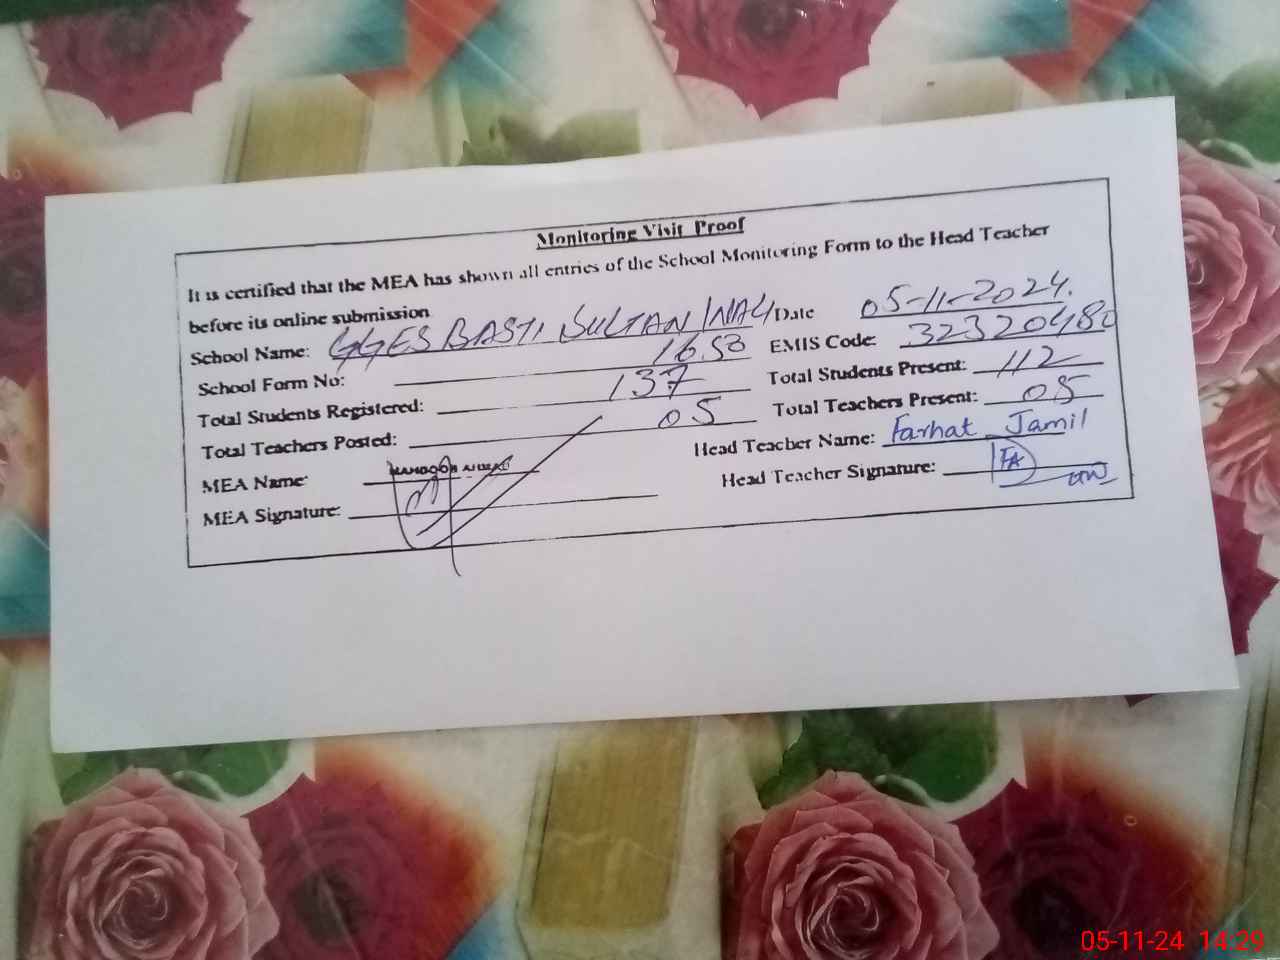 Monitoring Visit Proof
It is certified that the MEA has shown all entries of the School Monitoring Form to the Head Teacher
before its online submission
Date 05-11-2024.
School Name: GGES BASTI SULTAN
EMIS Code: 32320480
School Form No: 1653
Total Students Present: 112
Total Students Registered: 137
Total Teachers Present: 05
Total Teachers Posted: 05
Head Teacher Name: Farhat Jamil
MEA Name:
Head Teacher Signature:
MEA Signature:
05-11-24 14:29